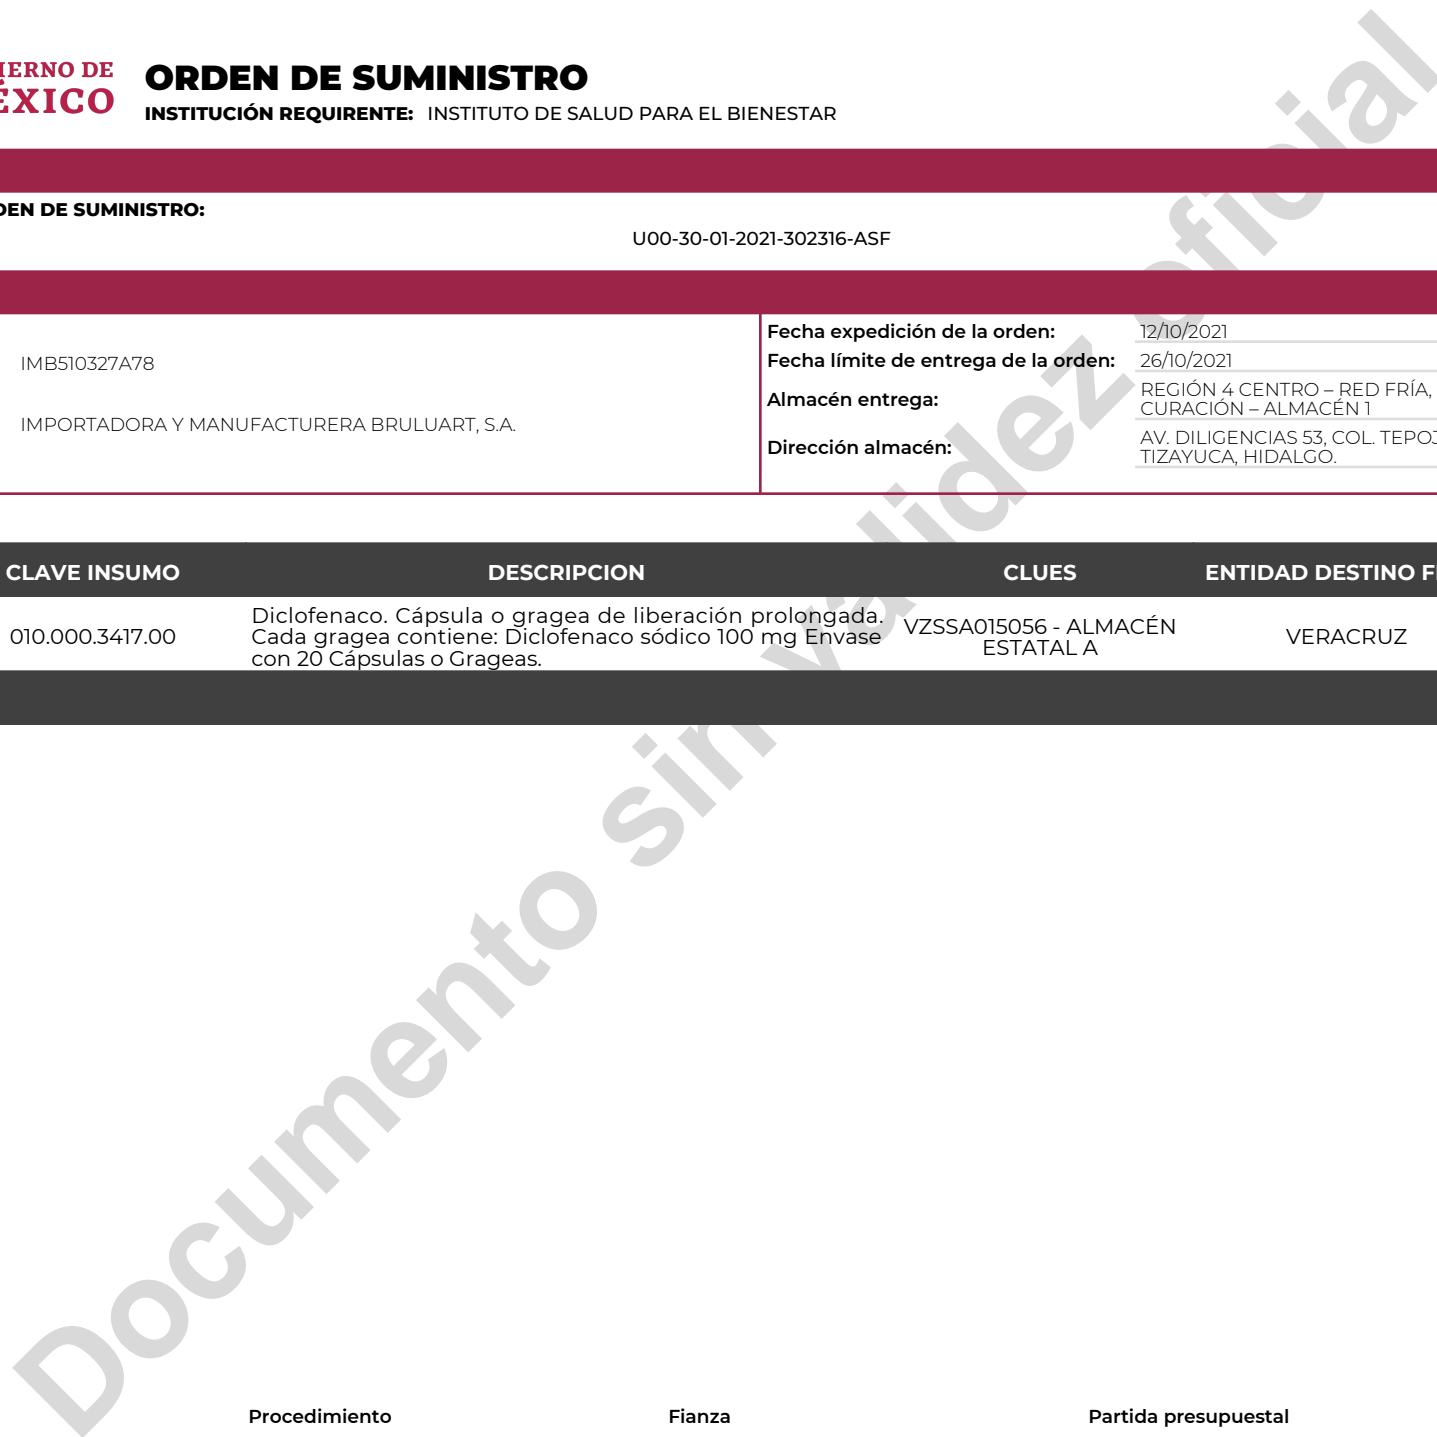 IERNO DE
ÉXICO
ORDEN DE SUMINISTRO
INSTITUCIÓN REQUIRENTE: INSTITUTO DE SALUD PARA EL BIENESTAR
DEN DE SUMINISTRO:
U00-30-01-2021-302316-ASF
IMB510327A78
IMPORTADORA Y MANUFACTURERA BRULUART, S.A.
Fecha expedición de la orden: 12/10/2021
Fecha límite de entrega de la orden: 26/10/2021
Almacén entrega: REGIÓN 4 CENTRO – RED FRÍA,
CURACIÓN – ALMACÉN 1
Dirección almacén: AV. DILIGENCIAS 53, COL. TEPOJ
TIZAYUCA, HIDALGO.
CLAVE INSUMO DESCRIPCION CLUES ENTIDAD DESTINO F
010.000.3417.00
Diclofenaco. Cápsula o gragea de liberación prolongada.
Cada gragea contiene: Diclofenaco sódico 100 mg Envase
con 20 Cápsulas o Grageas.
VZSSA015056 - ALMACÉN
ESTATAL A
VERACRUZ
Documento sin validez oficial
Procedimiento Fianza Partida presupuestal